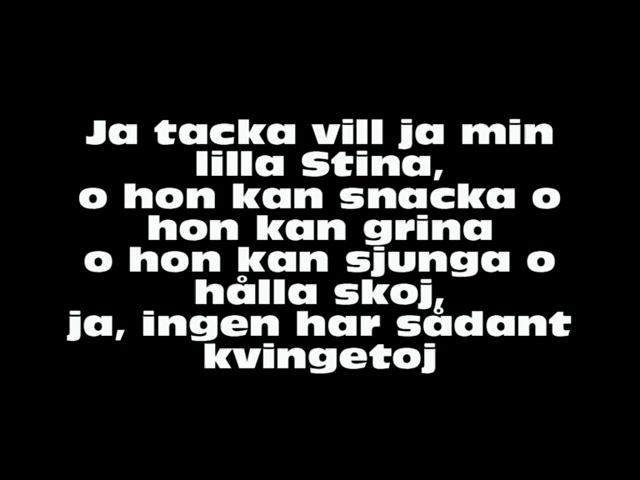 Ja tacka vill ja min
lilla Stina,
o hon kan snacka o
hon kan grina
o hon kan sjunga o
hålla skoj,
ja, ingen har sådant
kvingetoj